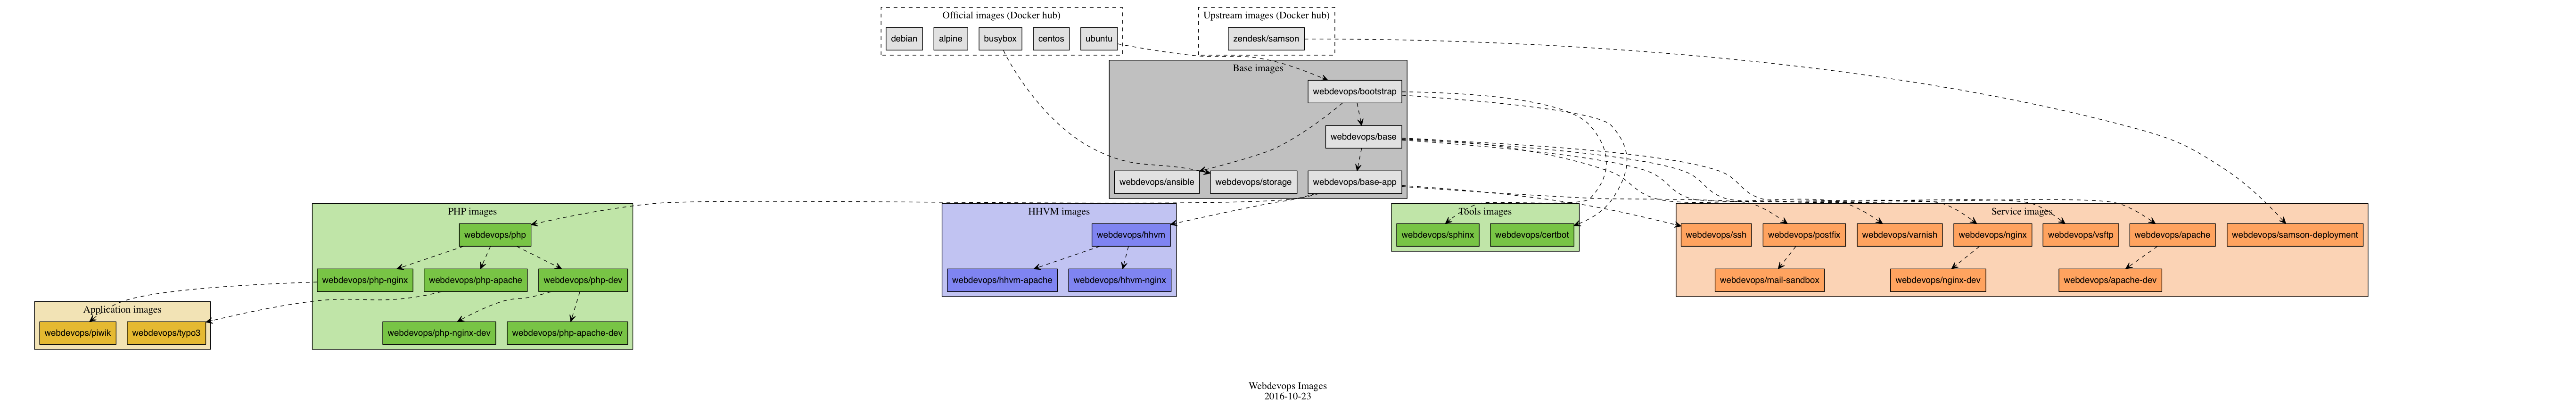 Official images (Docker hub)
debian
alpine
busybox
centos
ubuntu
Upstream images (Docker hub)
zendesk/samson
Base images
webdevops/bootstrap
webdevops/base
webdevops/ansible
webdevops/storage
webdevops/base-app
PHP images
webdevops/php
webdevops/php-nginx
webdevops/php-apache
webdevops/php-dev
webdevops/php-nginx-dev
webdevops/php-apache-dev
Application images
webdevops/piwik
webdevops/typo3
HHVM images
webdevops/hhvm
webdevops/hhvm-apache
webdevops/hhvm-nginx
Tools images
webdevops/sphinx
webdevops/certbot
Service images
webdevops/ssh
webdevops/postfix
webdevops/varnish
webdevops/nginx
webdevops/vsftp
webdevops/apache
webdevops/samson-deployment
webdevops/mail-sandbox
webdevops/nginx-dev
webdevops/apache-dev
Webdevops Images
2016-10-23